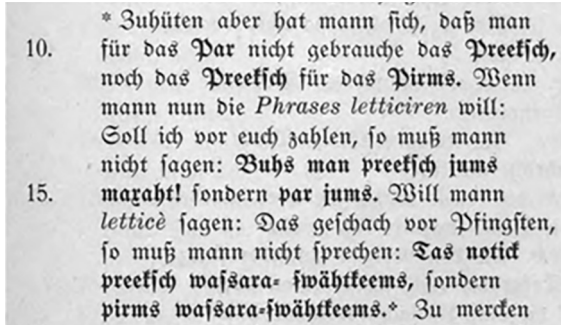 * Zuhüten aber hat mann sich, daß man
10. für das Par nicht gebrauche das Preeksch,
noch das Preeksch für das Pirms. Wenn
mann nun die Phrases letticiren will:
Soll ich vor euch zahlen, so muß mann
nicht sagen: Buhs man preeksch jums
15. maxaht! sondern par jums. Will mann
letticè sagen: Das geschach vor Pfingsten,
so muß mann nicht sprechen: Tas notick
preeksch wassara- swähtkeems, sondern
pirms wassara-swähtkeems.* Zu mercken